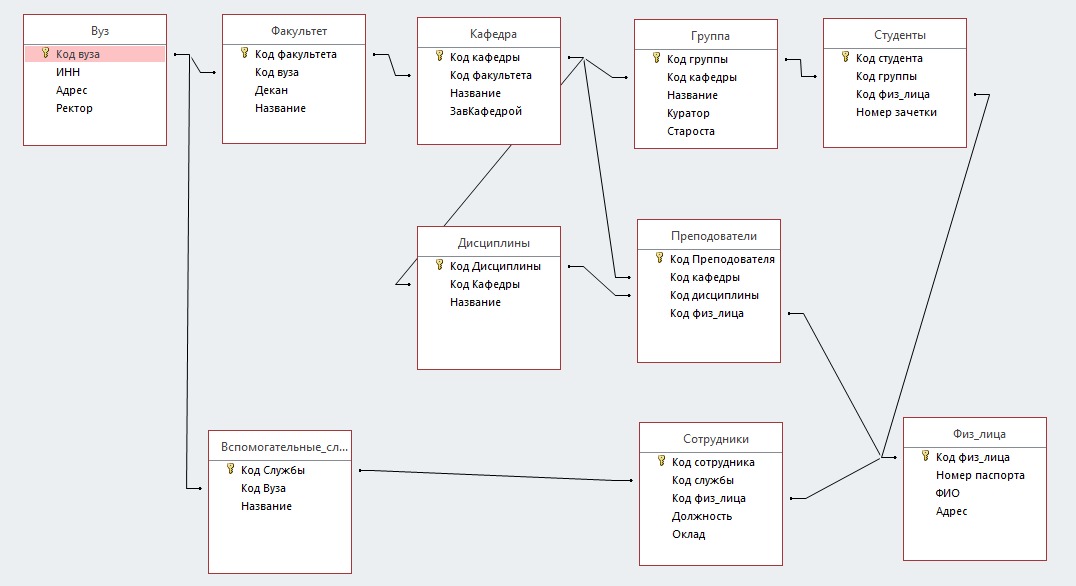 Вуз
Код вуза
ИНН
Адрес
Ректор
Факультет
Код факультета
Код вуза
Декан
Название
Кафедра
Код кафедры
Код факультета
Название
ЗавКафедрой
Группа
Код группы
Код кафедры
Название
Куратор
Староста
Студенты
Код студента
Код группы
Код физ_лица
Номер зачетки
Дисциплины
Код Дисциплины
Код Кафедры
Название
Преподователи
Код Преподователя
Код кафедры
Код дисциплины
Код физ_лица
Вспомогательные_сл...
Код Службы
Код Вуза
Название
Сотрудники
Код сотрудника
Код службы
Код физ_лица
Должность
Оклад
Физ_лица
Код физ_лица
Номер паспорта
ФИО
Адрес